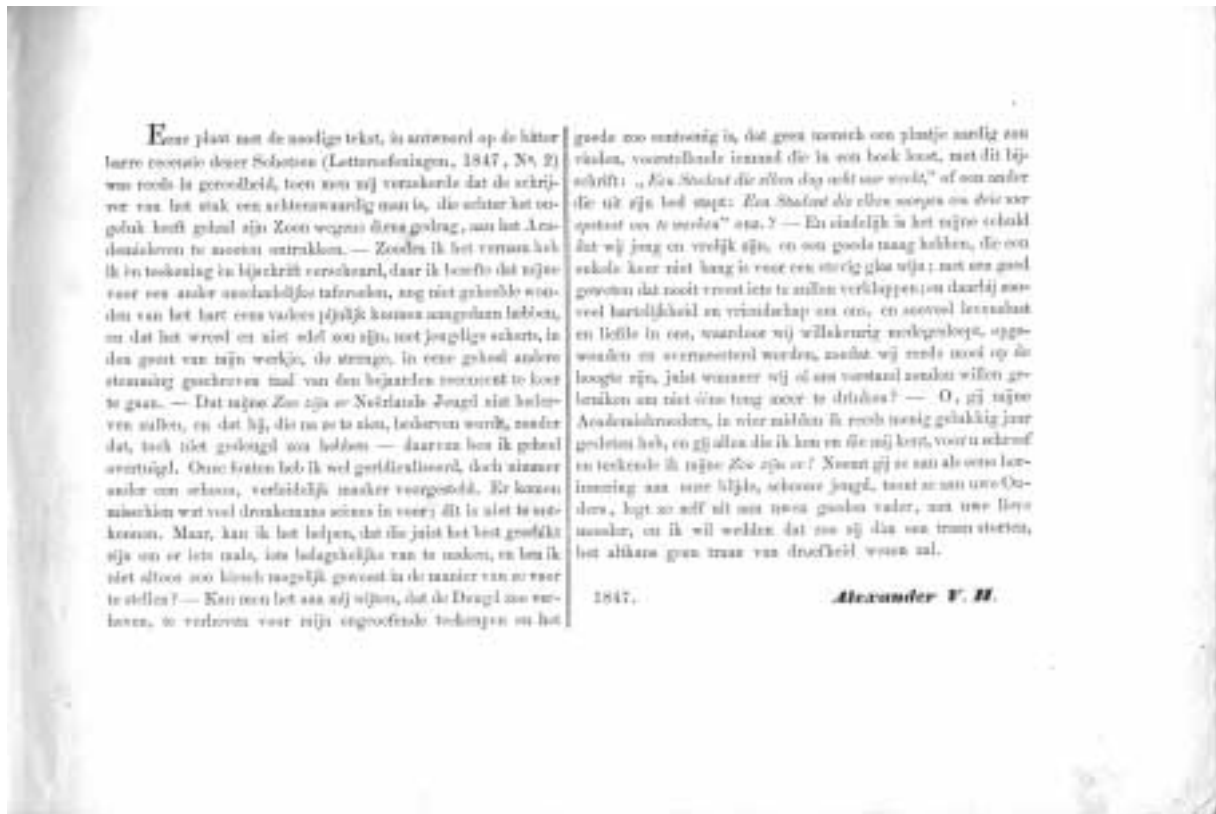 Eene plaat met de noodige tekst, in antwoord op de bitter
barre recensie dezer Schetsen (Letteroefeningen, 1847, No. 2)
was reeds in gereedheid, toen men mij verzekerde dat de schrij-
ver van het stuk een achtenswaardig man is, die echter het on-
geluk heeft gehad zijn Zoon wegens diens gedrag, aan het Aca-
demieleven te moeten onttrekken. — Zoodra ik het vernam heb
ik èn teekening èn bijschrift verscheurd, daar ik besefte dat mijne
voor een ander onschadelijke tafereelen, nog niet geheelde won-
den van het hart eens vaders pijnlijk konden aangedaan hebben,
en dat het wreed en niet edel zou zijn, met jeugdige scherts, in
den geest van mijn werkje, de strenge, in eene geheel andere
stemming geschreven taal van den bejaarden recensent te keer
te gaan. — Dat mijne Zoo zijn er Neêrlands Jeugd niet beder-
ven zullen, en dat hij, die na ze te zien, bedorven wordt, zonder
dat, toch niet gedeugd zou hebben — daarvan ben ik geheel
overtuigd. Onze fouten heb ik wel geridiculiseerd, doch nimmer
onder een schoon, verleidelijk masker voorgesteld. Er komen
misschien wat veel dronkemans scènes in voor; dit is niet te ont-
kennen. Maar, kan ik het helpen, dat die juist het best geschikt
zijn om er iets mals, iets belagchelijks van te maken, en ben ik
niet altoos zoo kiesch mogelijk geweest in de manier van ze voor
te stellen? — Kan men het aan mij wijten, dat de Deugd zoo ver-
heven, te verheven voor mijn ongeoefende teekenpen en het
goede zoo eentoonig is, dat geen mensch een plaatje aardig zou
vinden, voorstellende iemand die in een boek leest, met dit bij-
schrift: „Een Student die elken dag acht uur werkt," of een ander
die uit zijn bed stapt: Een Student die elken morgen om drie uur
opstaat om te werken" enz.? — En eindelijk is het mijne schuld
dat wij jong en vrolijk zijn, en een goede maag hebben, die een
enkele keer niet bang is voor een stevig glas wijn; met een goed
geweten dat nooit vreest iets te zullen verklappen; en daarbij zoo-
veel hartelijkheid en vriendschap om ons, en zooveel levenslust
en liefde in ons, waardoor wij willekeurig medegesleept, opge-
wonden en overmeesterd worden, zoodat wij reeds mooi op de
hoogte zijn, juist wanneer wij al ons verstand zouden willen ge-
bruiken om niet ééne teug meer te drinken? — O, gij mijne
Academiebroeders, in wier midden ik reeds menig gelukkig jaar
gesleten heb, en gij allen die ik ken en die mij kent, voor u schreef
en teekende ik mijne Zoo zijn er! Neemt gij ze aan als eene her-
innering aan onze blijde, schoone jeugd, toont ze aan uwe Ou-
ders, legt ze zelf uit aan uwen goeden vader, aan uwe lieve
moeder, en ik wil wedden dat zoo zij dan een traan storten,
het althans geen traan van droefheid wezen zal.
1847. Alexander V. H.